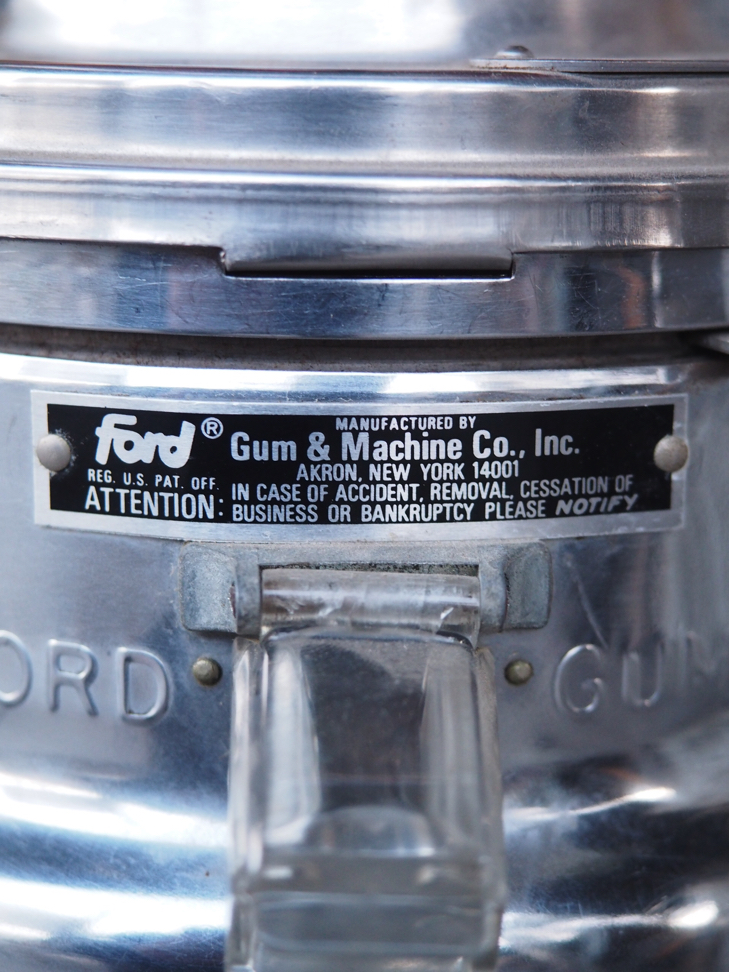 ford®
REG. U.S. PAT. OFF.
MANUFACTURED BY
Gum & Machine Co., Inc.
AKRON, NEW YORK 14001
ATTENTION: IN CASE OF ACCIDENT, REMOVAL, CESSATION OF
BUSINESS OR BANKRUPTCY PLEASE NOTIFY
ORD GUM